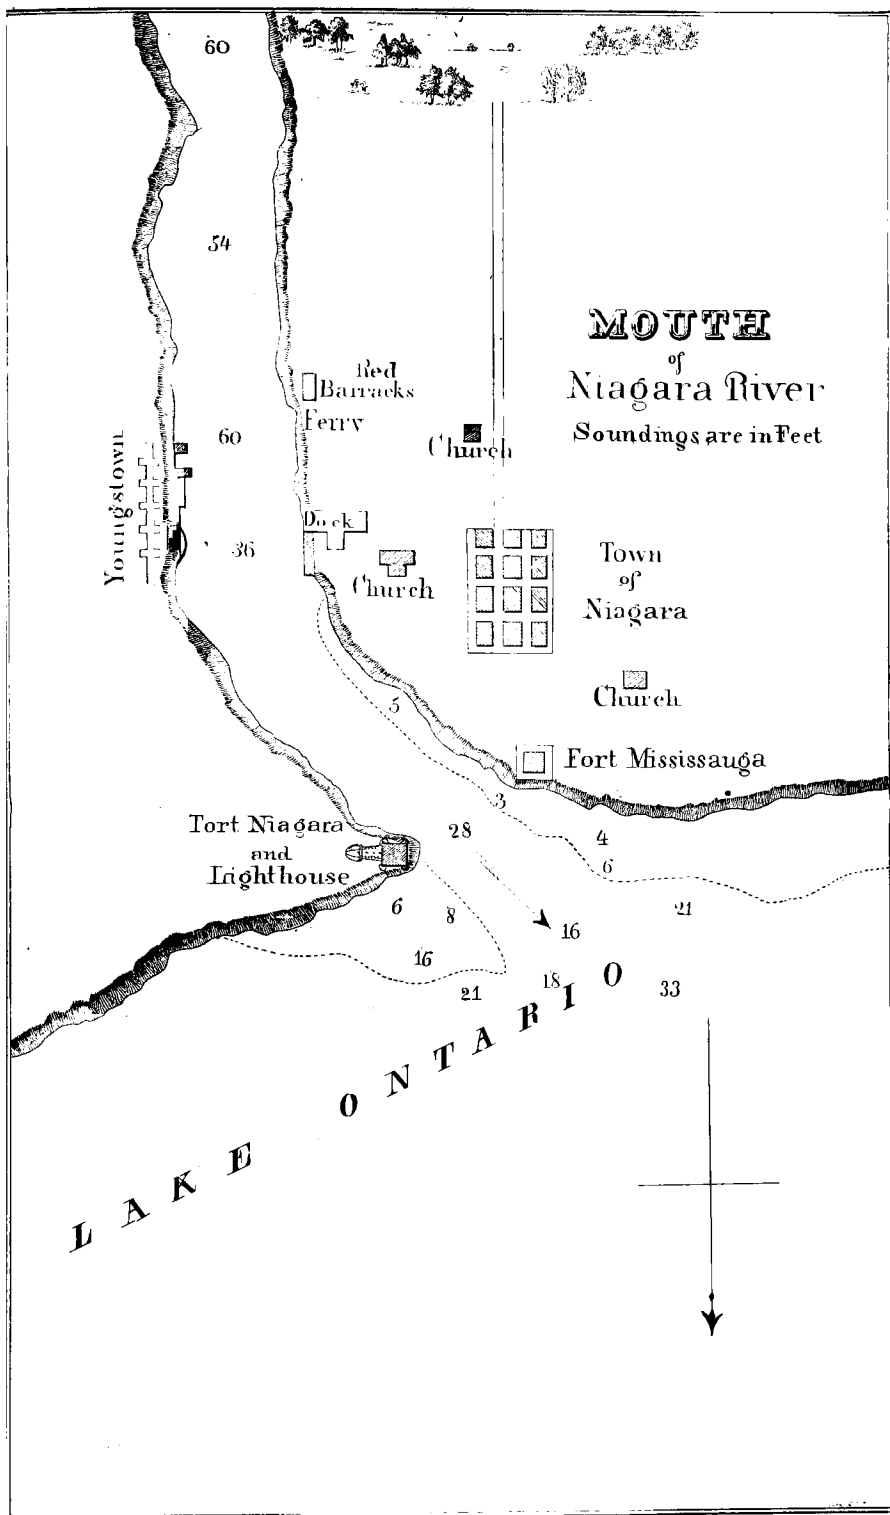 60
54
MOUTH
of
Niagara River
Soundings are in Feet
Red
Barracks
Ferry
60
Church
Youngstown
Dock
36
Church
Town
of
Niagara
Church
5
Fort Mississauga
3
28
4
6
Fort Niagara
and
Lighthouse
6
8
16
21
16
18
21
33
LAKE ONTARIO